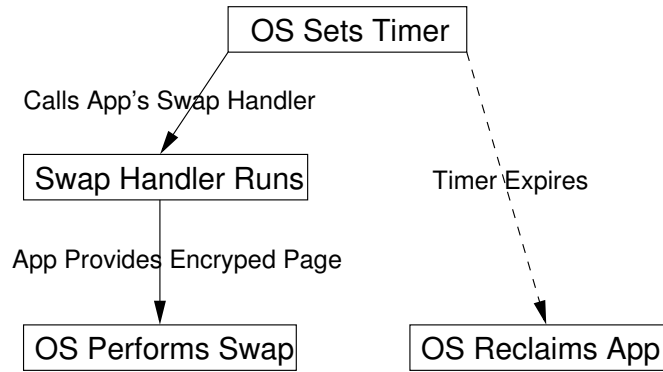 OS Sets Timer
Calls App's Swap Handler
Swap Handler Runs
Timer Expires
App Provides Encryped Page
OS Performs Swap
OS Reclaims App